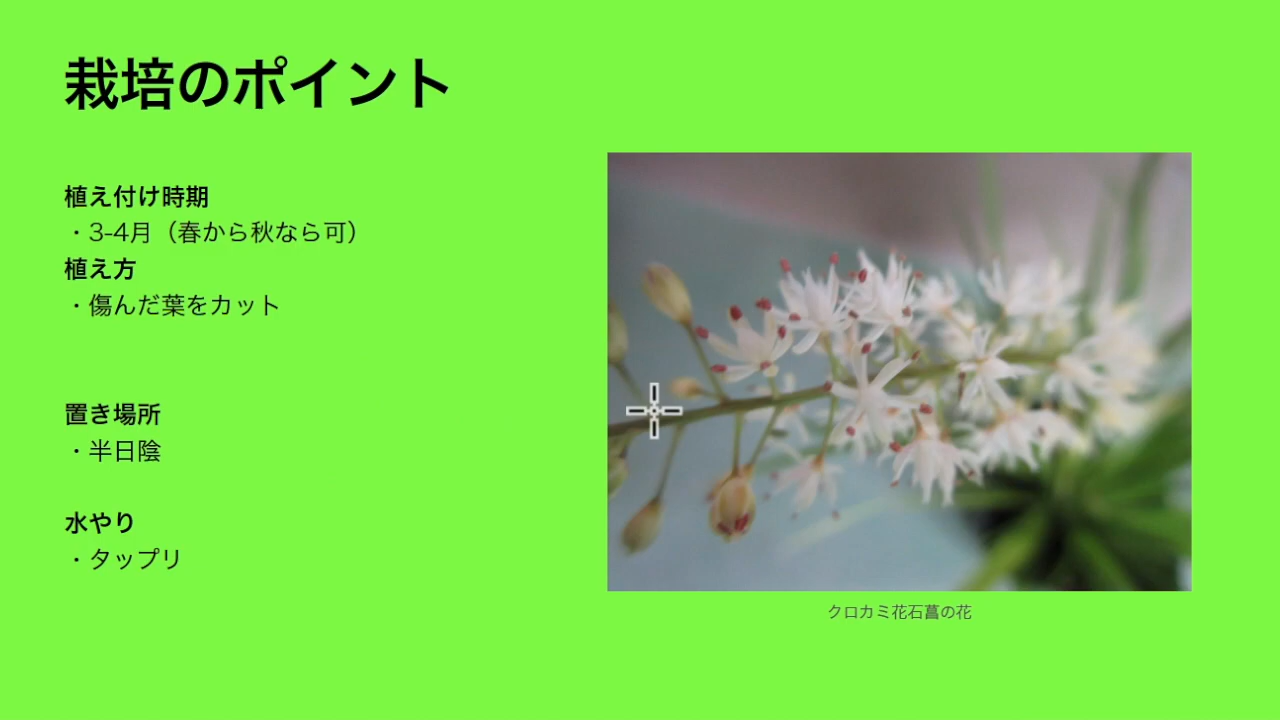 栽培のポイント
植え付け時期
・3-4月（春から秋なら可）
植え方
・傷んだ葉をカット
置き場所
・半日陰
水やり
・タップリ
クロカミ花石菖の花